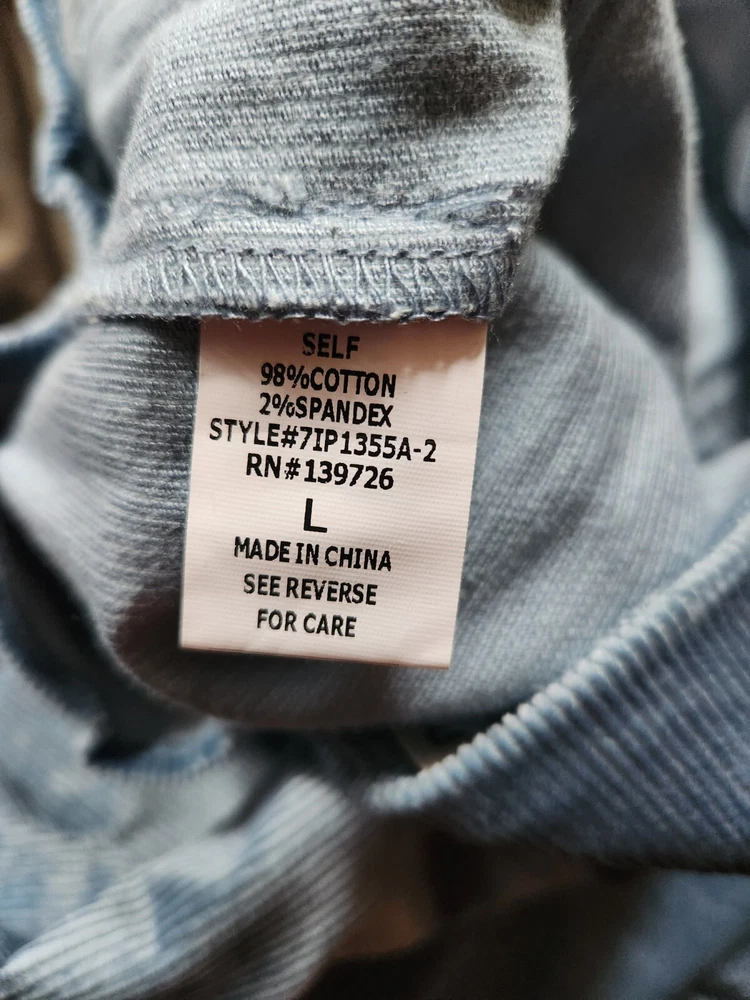 SELF
98%COTTON
2%SPANDEX
STYLE#7IP1355A-2
RN#139726
L
MADE IN CHINA
SEE REVERSE
FOR CARE